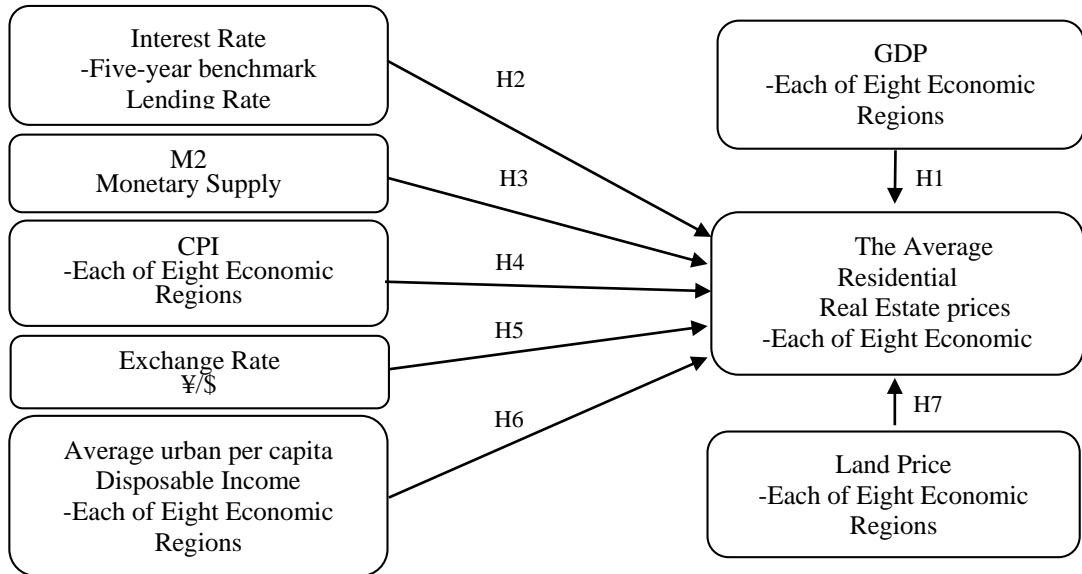 Interest Rate
-Five-year benchmark
Lending Rate
H2
GDP
-Each of Eight Economic
Regions
H1
M2
Monetary Supply
H3
CPI
-Each of Eight Economic
Regions
H4
The Average
Residential
Real Estate prices
-Each of Eight Economic
Exchange Rate
¥/$
H5
Average urban per capita
Disposable Income
-Each of Eight Economic
Regions
H6
H7
Land Price
-Each of Eight Economic
Regions